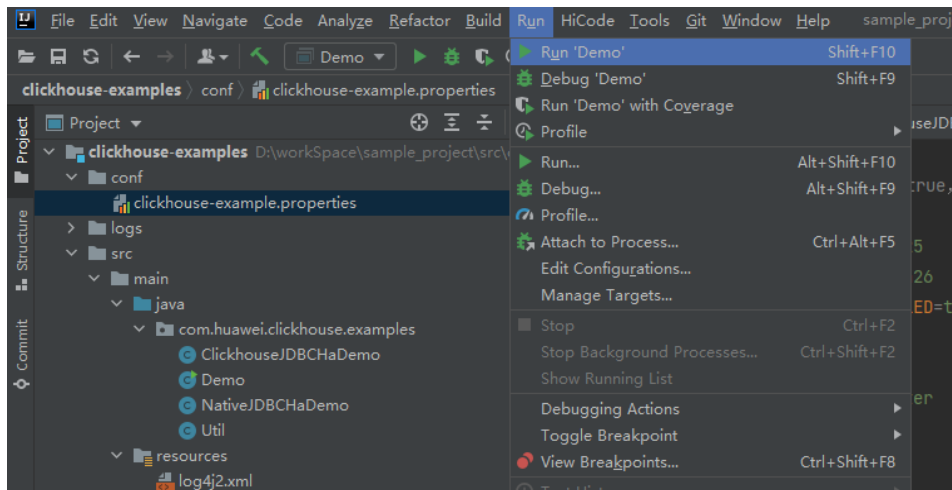 File Edit View Navigate Code Analyze Refactor Build Run HiCode Tools Git Window Help sample_proj
Demo
clickhouse-examples conf clickhouse-example.properties
Project
Project
clickhouse-examples D:\workSpace\sample_project\src\
conf
clickhouse-example.properties
logs
src
main
java
com.huawei.clickhouse.examples
ClickhouseJDBCHaDemo
Demo
NativeJDBCHaDemo
Util
resources
log4j2.xml
Structure
Commit
Run 'Demo' Shift+F10
Debug 'Demo' Shift+F9
Run 'Demo' with Coverage
Profile
Run... Alt+Shift+F10
Debug... Alt+Shift+F9
Profile...
Attach to Process... Ctrl+Alt+F5
Edit Configurations...
Manage Targets...
Stop Ctrl+F2
Stop Background Processes... Ctrl+Shift+F2
Show Running List
Debugging Actions
Toggle Breakpoint
View Breakpoints... Ctrl+Shift+F8
useJD
true,
5
26
ED=t
er